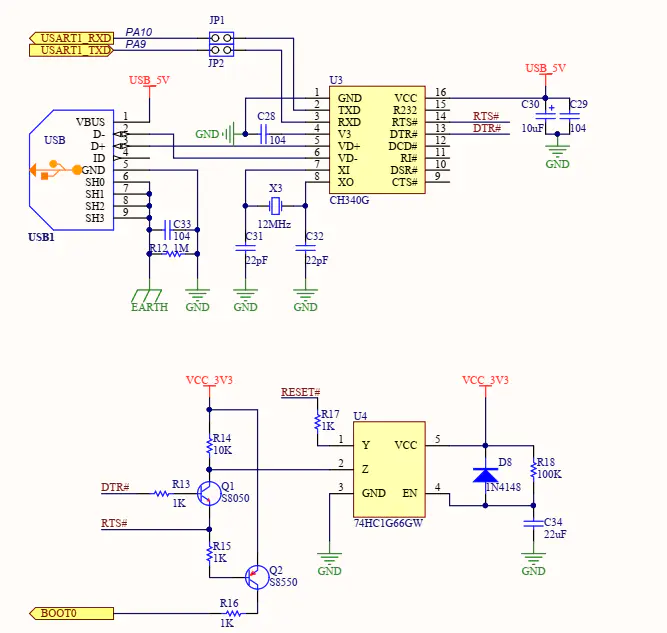 JP1
USART1_RXD PA10
USART1_TXD PA9
JP2
USB_5V
U3
USB_5V
1 GND VCC 16
2 TXD R232 15
3 RXD RTS# 14 RTS#
4 V3 DTR# 13 DTR#
5 VD+ DCD# 12
6 VD- RI# 11
7 XI DSR# 10
8 XO CTS# 9
CH340G
C30 + C29
10uF 104
GND
GND
C28
104
USB
VBUS 1
D- 2
D+ 3
ID 4
GND 5
SH0 6
SH1 7
SH2 8
SH3 9
USB1
X3
12MHz
C33
104
R12 1M
C31
22pF
C32
22pF
EARTH
GND
GND
GND
VCC_3V3
RESET#
VCC_3V3
R17
1K
U4
R14
10K
1 Y VCC 5
2 Z
3 GND EN 4
74HC1G66GW
D8
1N4148
R18
100K
C34
22uF
DTR#
R13
1K
Q1
S8050
RTS#
R15
1K
GND
GND
Q2
S8550
R16
1K
BOOT0